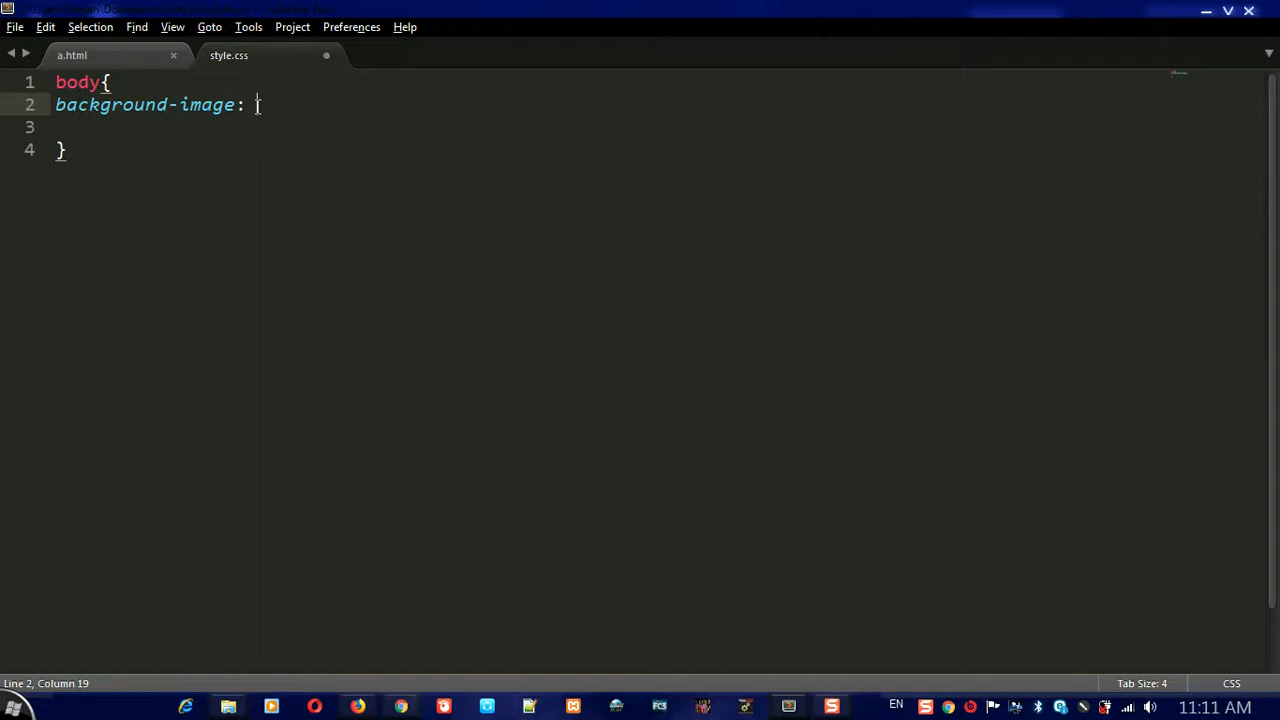 File Edit Selection Find View Goto Tools Project Preferences Help
a.html × style.css
1 body{
2 background-image:
3
4 }
Line 2, Column 19 Tab Size: 4 CSS
EN 11:11 AM